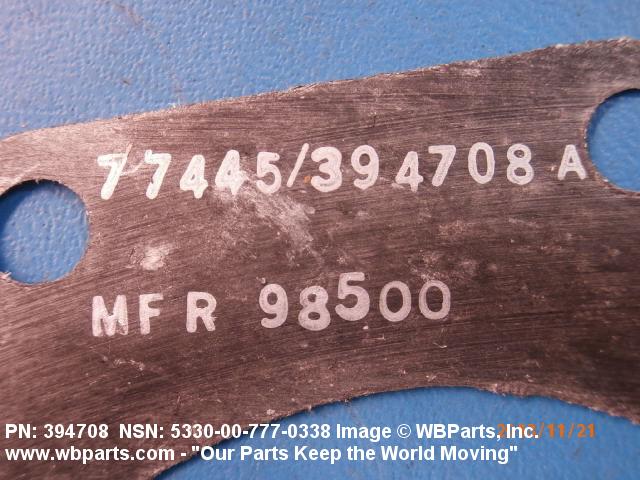 77445/394708 A
MFR 98500
PN: 394708 NSN: 5330-00-777-0338 Image © WBParts, Inc.
www.wbparts.com - "Our Parts Keep the World Moving"